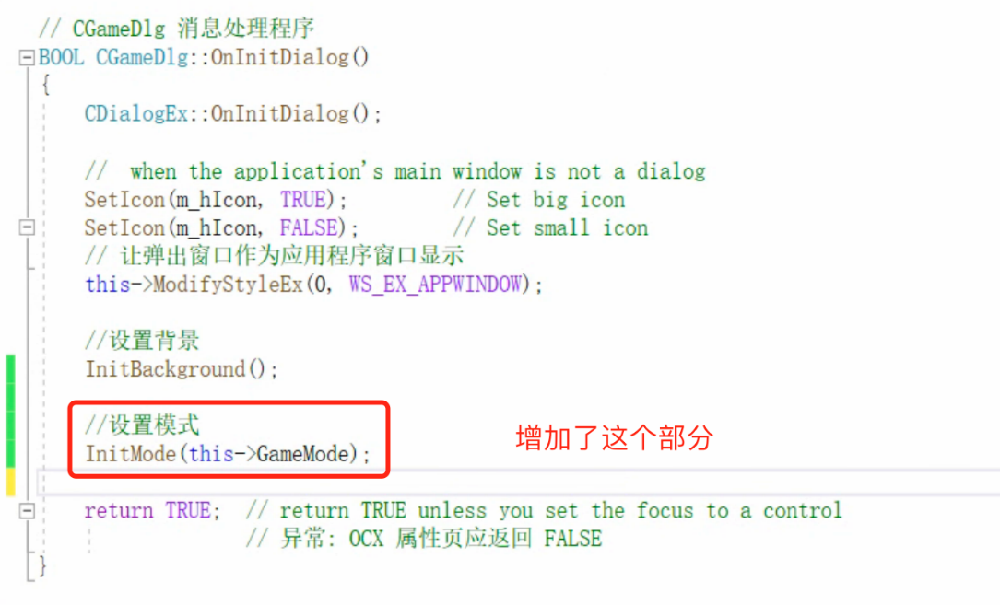 // CGameDlg 消息处理程序
BOOL CGameDlg::OnInitDialog()
{
CDialogEx::OnInitDialog();
//  when the application's main window is not a dialog
SetIcon(m_hIcon, TRUE);         // Set big icon
SetIcon(m_hIcon, FALSE);        // Set small icon
// 让弹出窗口作为应用程序窗口显示
this->ModifyStyleEx(0, WS_EX_APPWINDOW);
//设置背景
InitBackground();
//设置模式
InitMode(this->GameMode);
增加了这个部分
return TRUE;  // return TRUE unless you set the focus to a control
// 异常: OCX 属性页应返回 FALSE
}